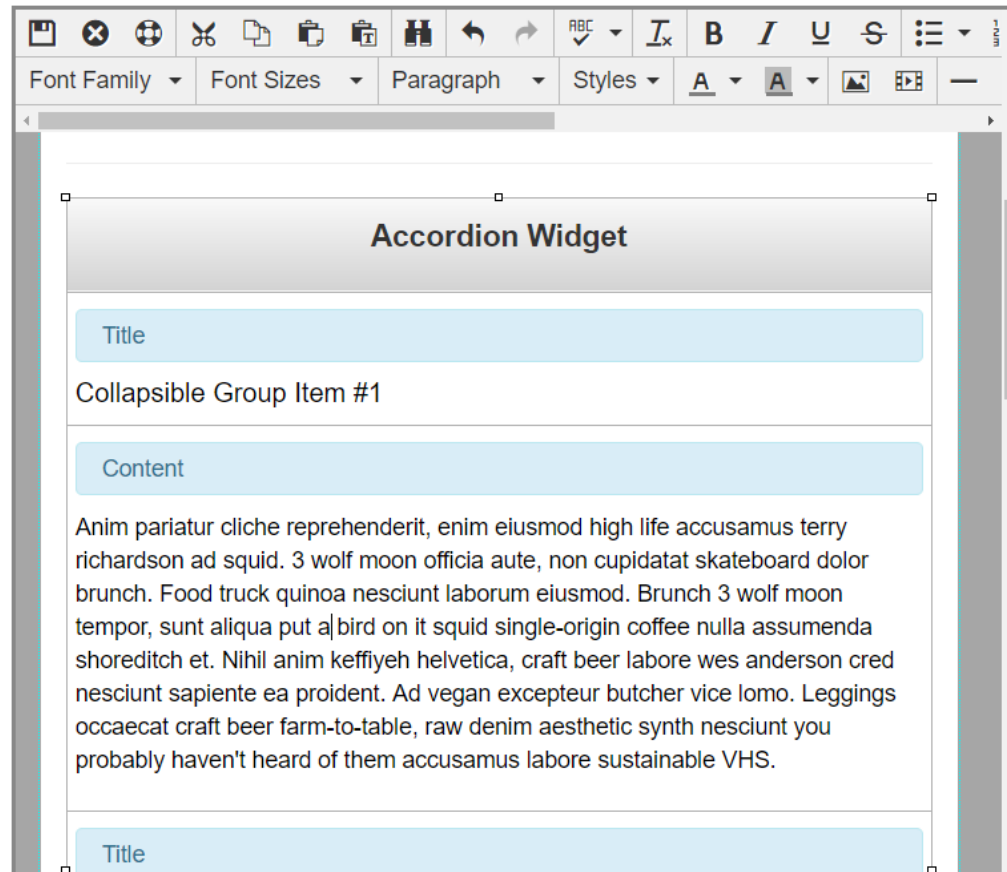 ABC
T
x
B
I
U
S
1
2
3
Font Family
Font Sizes
Paragraph
Styles
A
A
Accordion Widget
Title
Collapsible Group Item #1
Content
Anim pariatur cliche reprehenderit, enim eiusmod high life accusamus terry
richardson ad squid. 3 wolf moon officia aute, non cupidatat skateboard dolor
brunch. Food truck quinoa nesciunt laborum eiusmod. Brunch 3 wolf moon
tempor, sunt aliqua put a bird on it squid single-origin coffee nulla assumenda
shoreditch et. Nihil anim keffiyeh helvetica, craft beer labore wes anderson cred
nesciunt sapiente ea proident. Ad vegan excepteur butcher vice lomo. Leggings
occaecat craft beer farm-to-table, raw denim aesthetic synth nesciunt you
probably haven't heard of them accusamus labore sustainable VHS.
Title